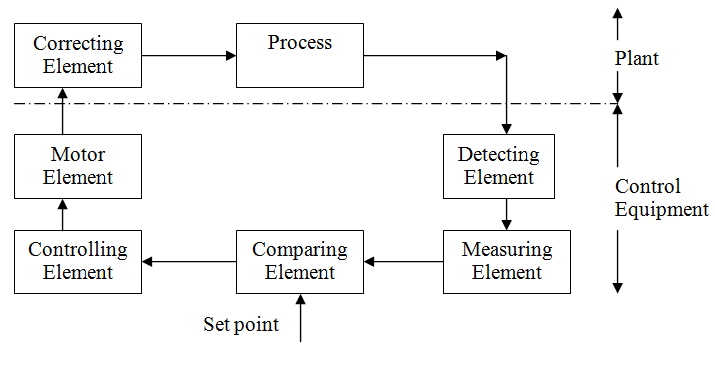 Correcting
Element
Process
Plant
Motor
Element
Detecting
Element
Control
Equipment
Controlling
Element
Comparing
Element
Measuring
Element
Set point